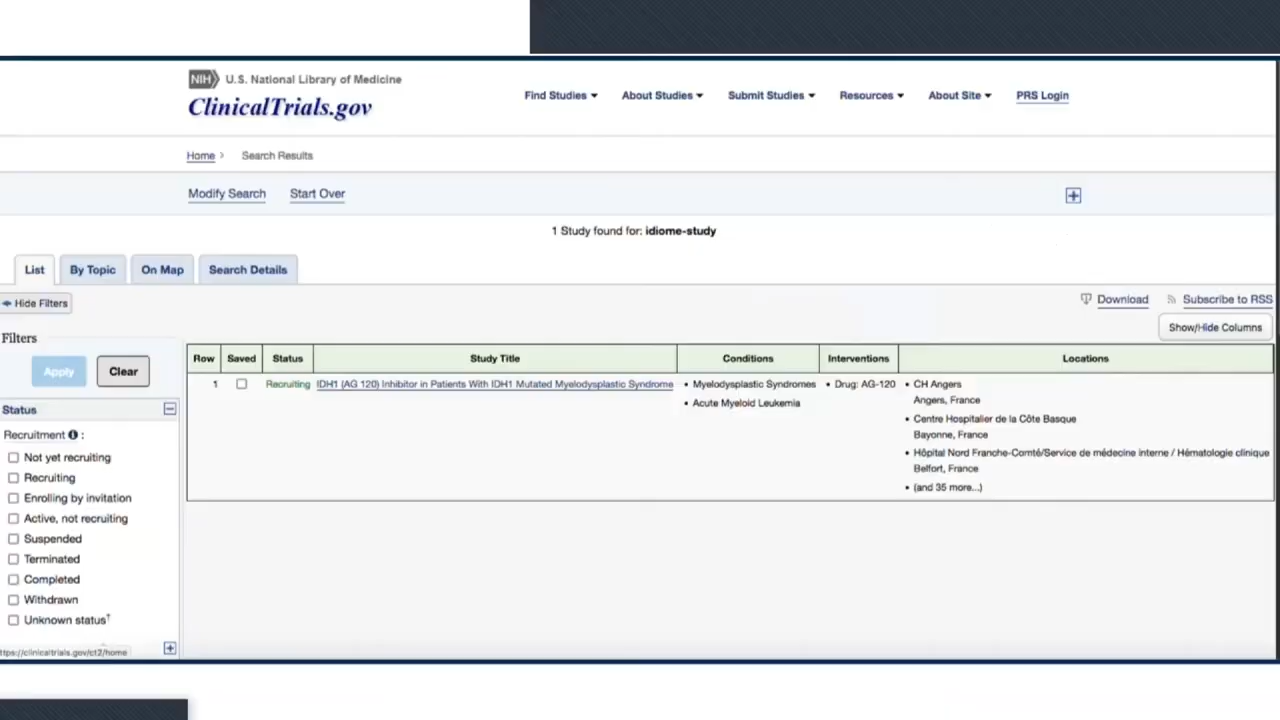 NIH U.S. National Library of Medicine
ClinicalTrials.gov
Find Studies About Studies Submit Studies Resources About Site PRS Login
Home > Search Results
Modify Search Start Over
1 Study found for: idiome-study
List By Topic On Map Search Details
Hide Filters
Download Subscribe to RSS
Show/Hide Columns
Filters
Apply Clear
Status
Recruitment :
Not yet recruiting
Recruiting
Enrolling by invitation
Active, not recruiting
Suspended
Terminated
Completed
Withdrawn
Unknown status†
Row Saved Status Study Title Conditions Interventions Locations
1 Recruiting IDH1 (AG 120) Inhibitor in Patients With IDH1 Mutated Myelodysplastic Syndrome • Myelodysplastic Syndromes • Drug: AG-120 • CH Angers
Angers, France
• Acute Myeloid Leukemia
• Centre Hospitalier de la Côte Basque
Bayonne, France
• Hôpital Nord Franche-Comté/Service de médecine interne / Hématologie clinique
Belfort, France
• (and 35 more...)
ttps://clinicaltrials.gov/ct2/home